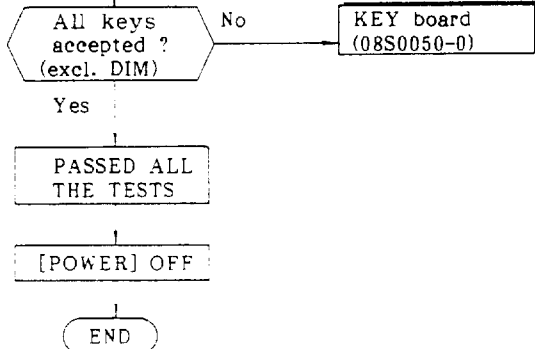 All keys
accepted ?
(excl. DIM)
No
KEY board
(08S0050-0)
Yes
PASSED ALL
THE TESTS
[POWER] OFF
END